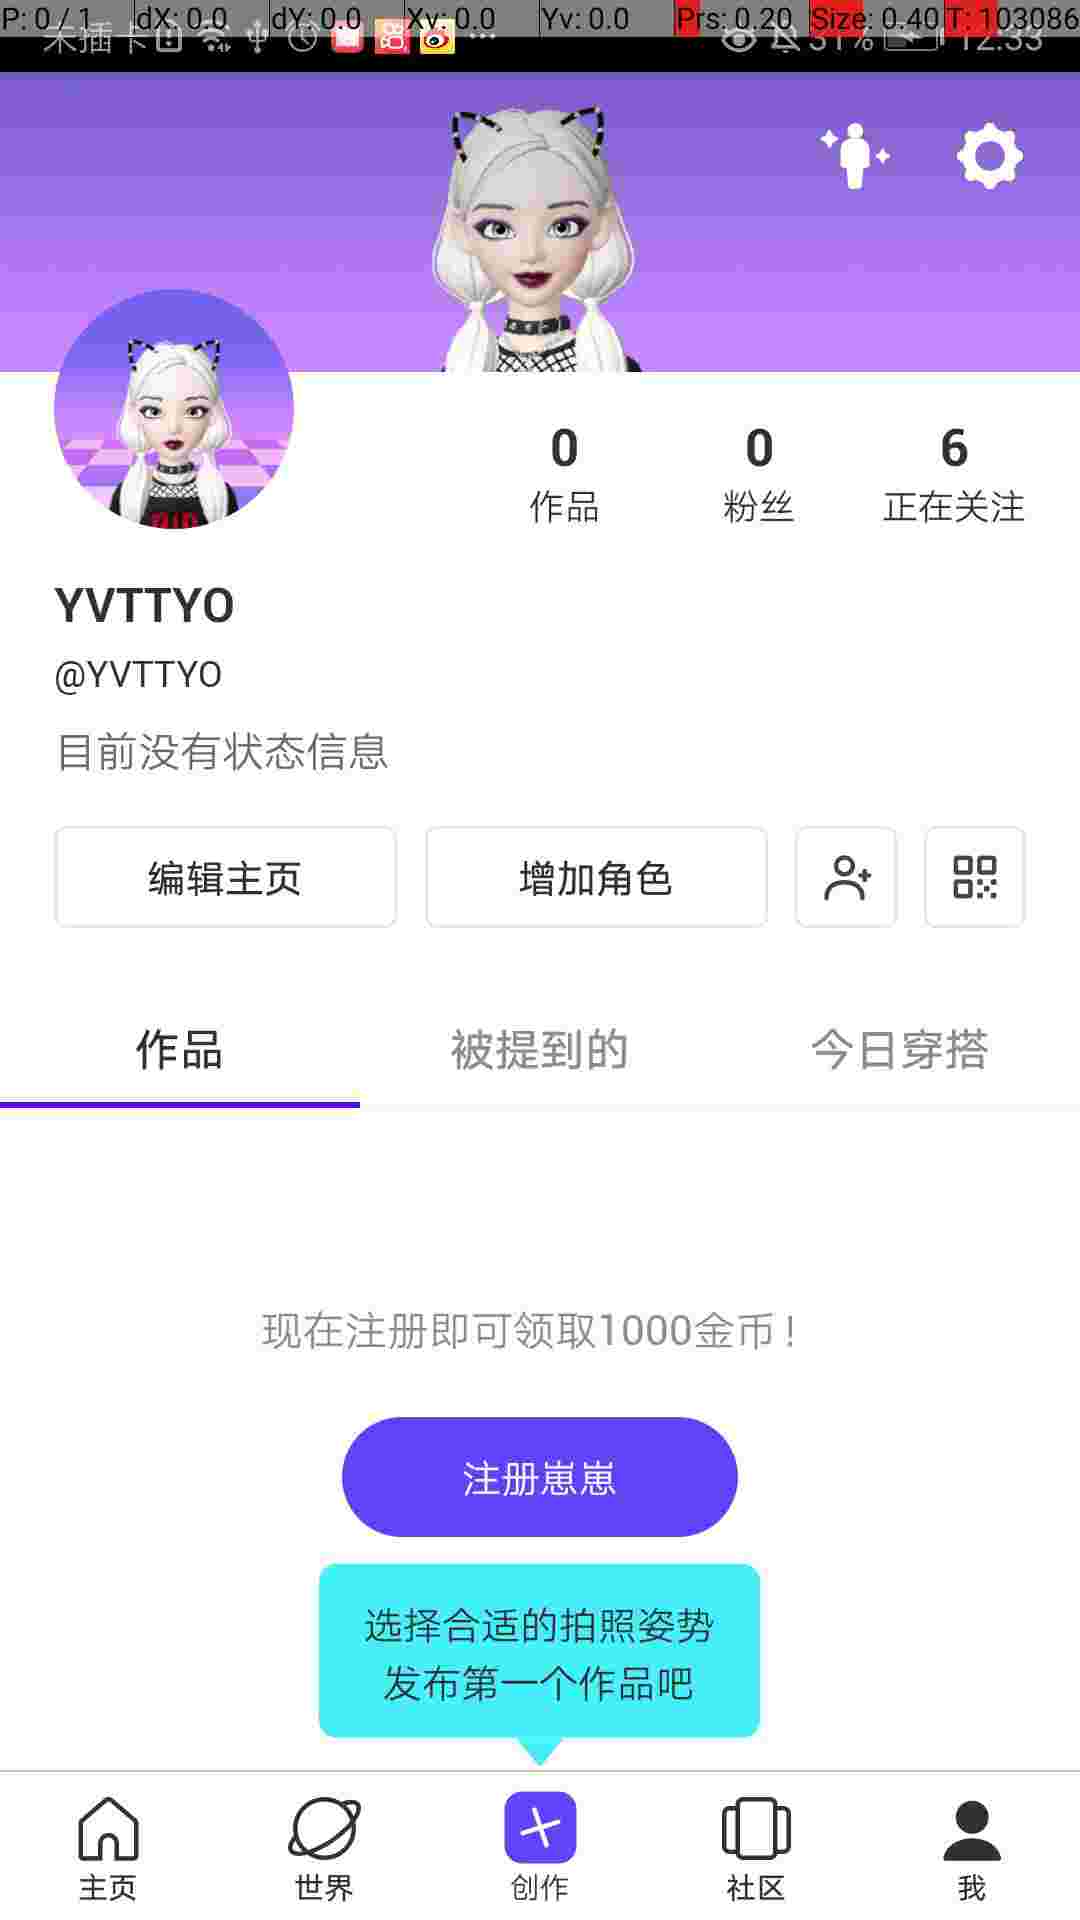 P: 0 / 1 dX: 0.0 dY: 0.0 Xv: 0.0 Yv: 0.0 Prs: 0.20 Size: 0.40 T: 103086
未插卡 31% 12:33
0 0 6
作品 粉丝 正在关注
YVTTYO
@YVTTYO
目前没有状态信息
编辑主页 增加角色
作品 被提到的 今日穿搭
现在注册即可领取1000金币！
注册崽崽
选择合适的拍照姿势
发布第一个作品吧
主页 世界 创作 社区 我